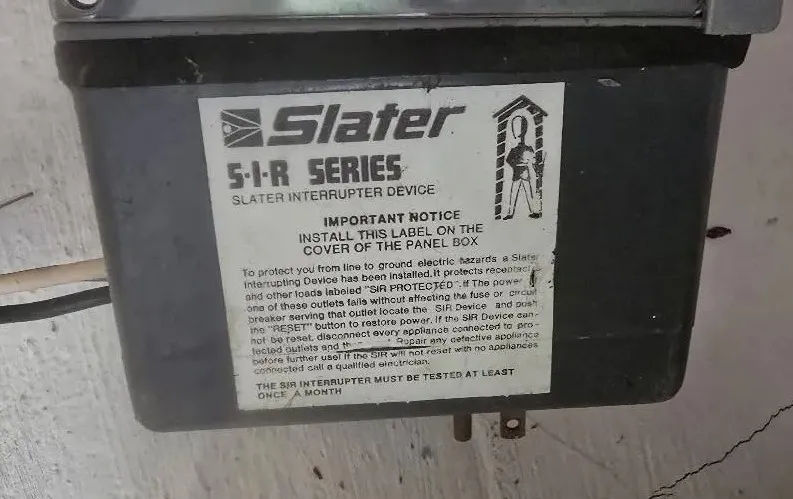 Slater
S-I-R SERIES
SLATER INTERRUPTER DEVICE
IMPORTANT NOTICE
INSTALL THIS LABEL ON THE
COVER OF THE PANEL BOX
To protect you from line to ground electric hazards a Slater
Interrupting Device has been installed. It protects receptacle
and other loads labeled "SIR PROTECTED". If the power
one of these outlets fails without affecting the fuse or circuit
breaker serving that outlet locate the SIR Device and push
the "RESET" button to restore power. If the SIR Device can-
not be reset, disconnect every appliance connected to pro-
tected outlets and Repair any defective appliance
before further use. If the SIR will not reset with no appliances
connected call a qualified electrician.
THE SIR INTERRUPTER MUST BE TESTED AT LEAST
ONCE A MONTH